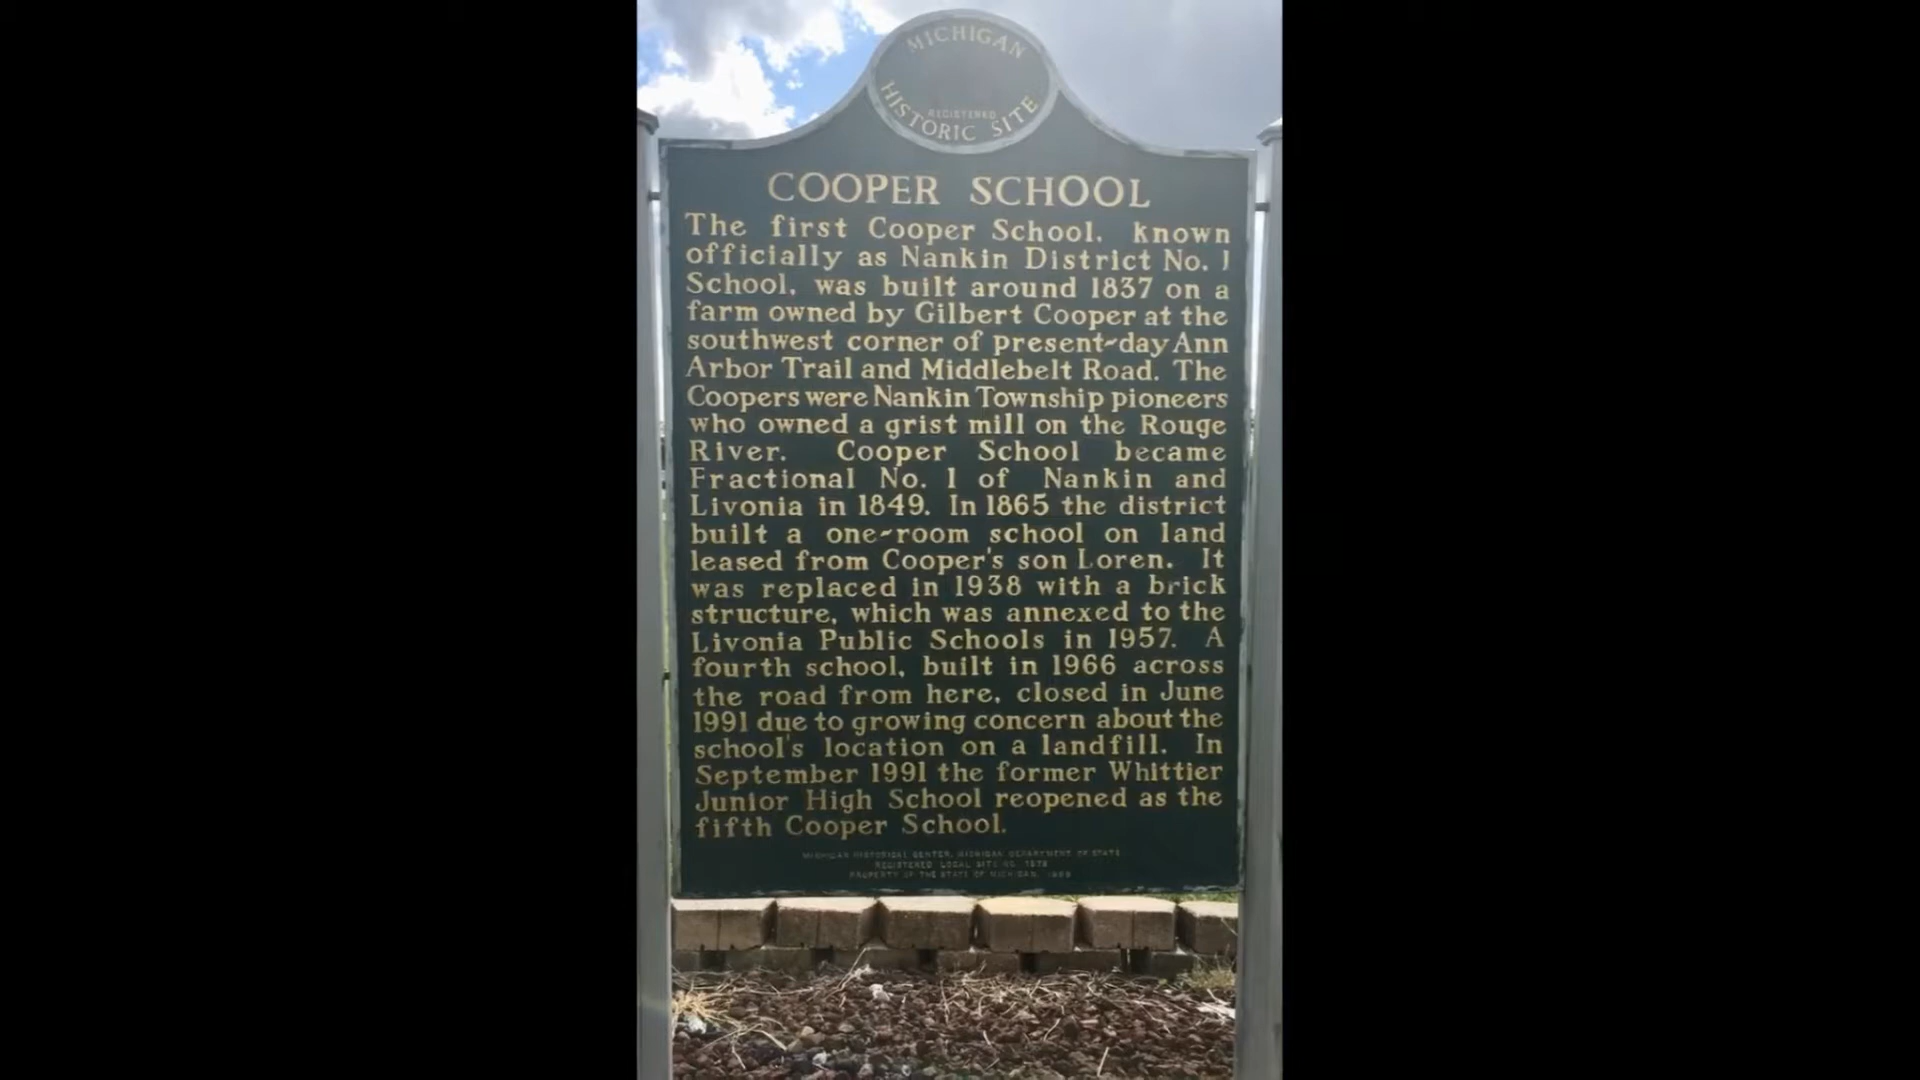 MICHIGAN
REGISTERED
HISTORIC SITE
COOPER SCHOOL
The first Cooper School, known
officially as Nankin District No. 1
School, was built around 1837 on a
farm owned by Gilbert Cooper at the
southwest corner of present-day Ann
Arbor Trail and Middlebelt Road. The
Coopers were Nankin Township pioneers
who owned a grist mill on the Rouge
River. Cooper School became
Fractional No. 1 of Nankin and
Livonia in 1849. In 1865 the district
built a one-room school on land
leased from Cooper's son Loren. It
was replaced in 1938 with a brick
structure, which was annexed to the
Livonia Public Schools in 1957. A
fourth school, built in 1966 across
the road from here, closed in June
1991 due to growing concern about the
school's location on a landfill. In
September 1991 the former Whittier
Junior High School reopened as the
fifth Cooper School.
MICHIGAN HISTORICAL CENTER, MICHIGAN DEPARTMENT OF STATE
REGISTERED LOCAL SITE NO.
PROPERTY OF THE STATE OF MICHIGAN,